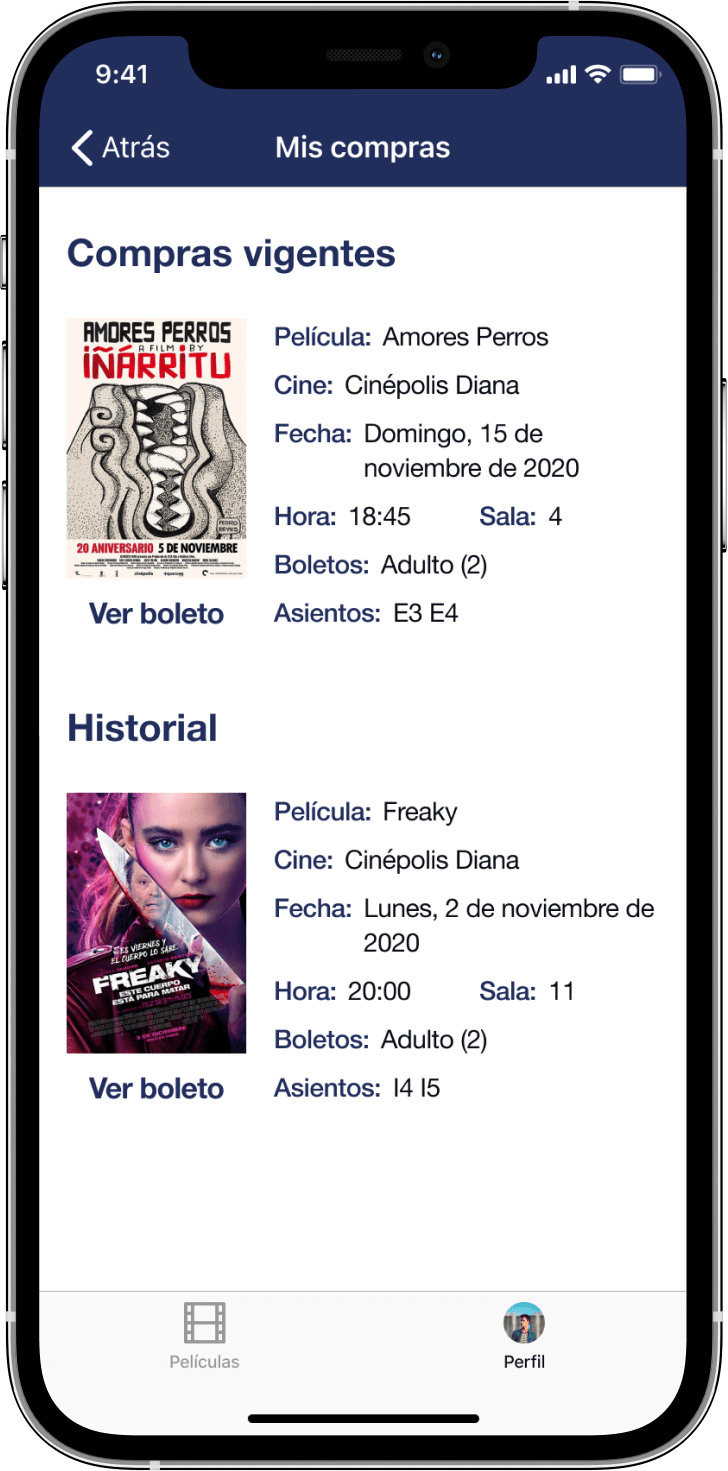 9:41
Atrás
Mis compras
Compras vigentes
AMORES PERROS
A FILM BY
IÑÁRRITU
PEDRO
REYES
20 ANIVERSARIO 5 DE NOVIEMBRE
Ver boleto
Película: Amores Perros
Cine: Cinépolis Diana
Fecha: Domingo, 15 de
noviembre de 2020
Hora: 18:45 Sala: 4
Boletos: Adulto (2)
Asientos: E3 E4
Historial
ES VIERNES Y
EL CUERPO LO SABE
FREAKY
ESTE CUERPO
ESTÁ PARA MATAR
3 DE DICIEMBRE
Ver boleto
Película: Freaky
Cine: Cinépolis Diana
Fecha: Lunes, 2 de noviembre de
2020
Hora: 20:00 Sala: 11
Boletos: Adulto (2)
Asientos: I4 I5
Películas
Perfil